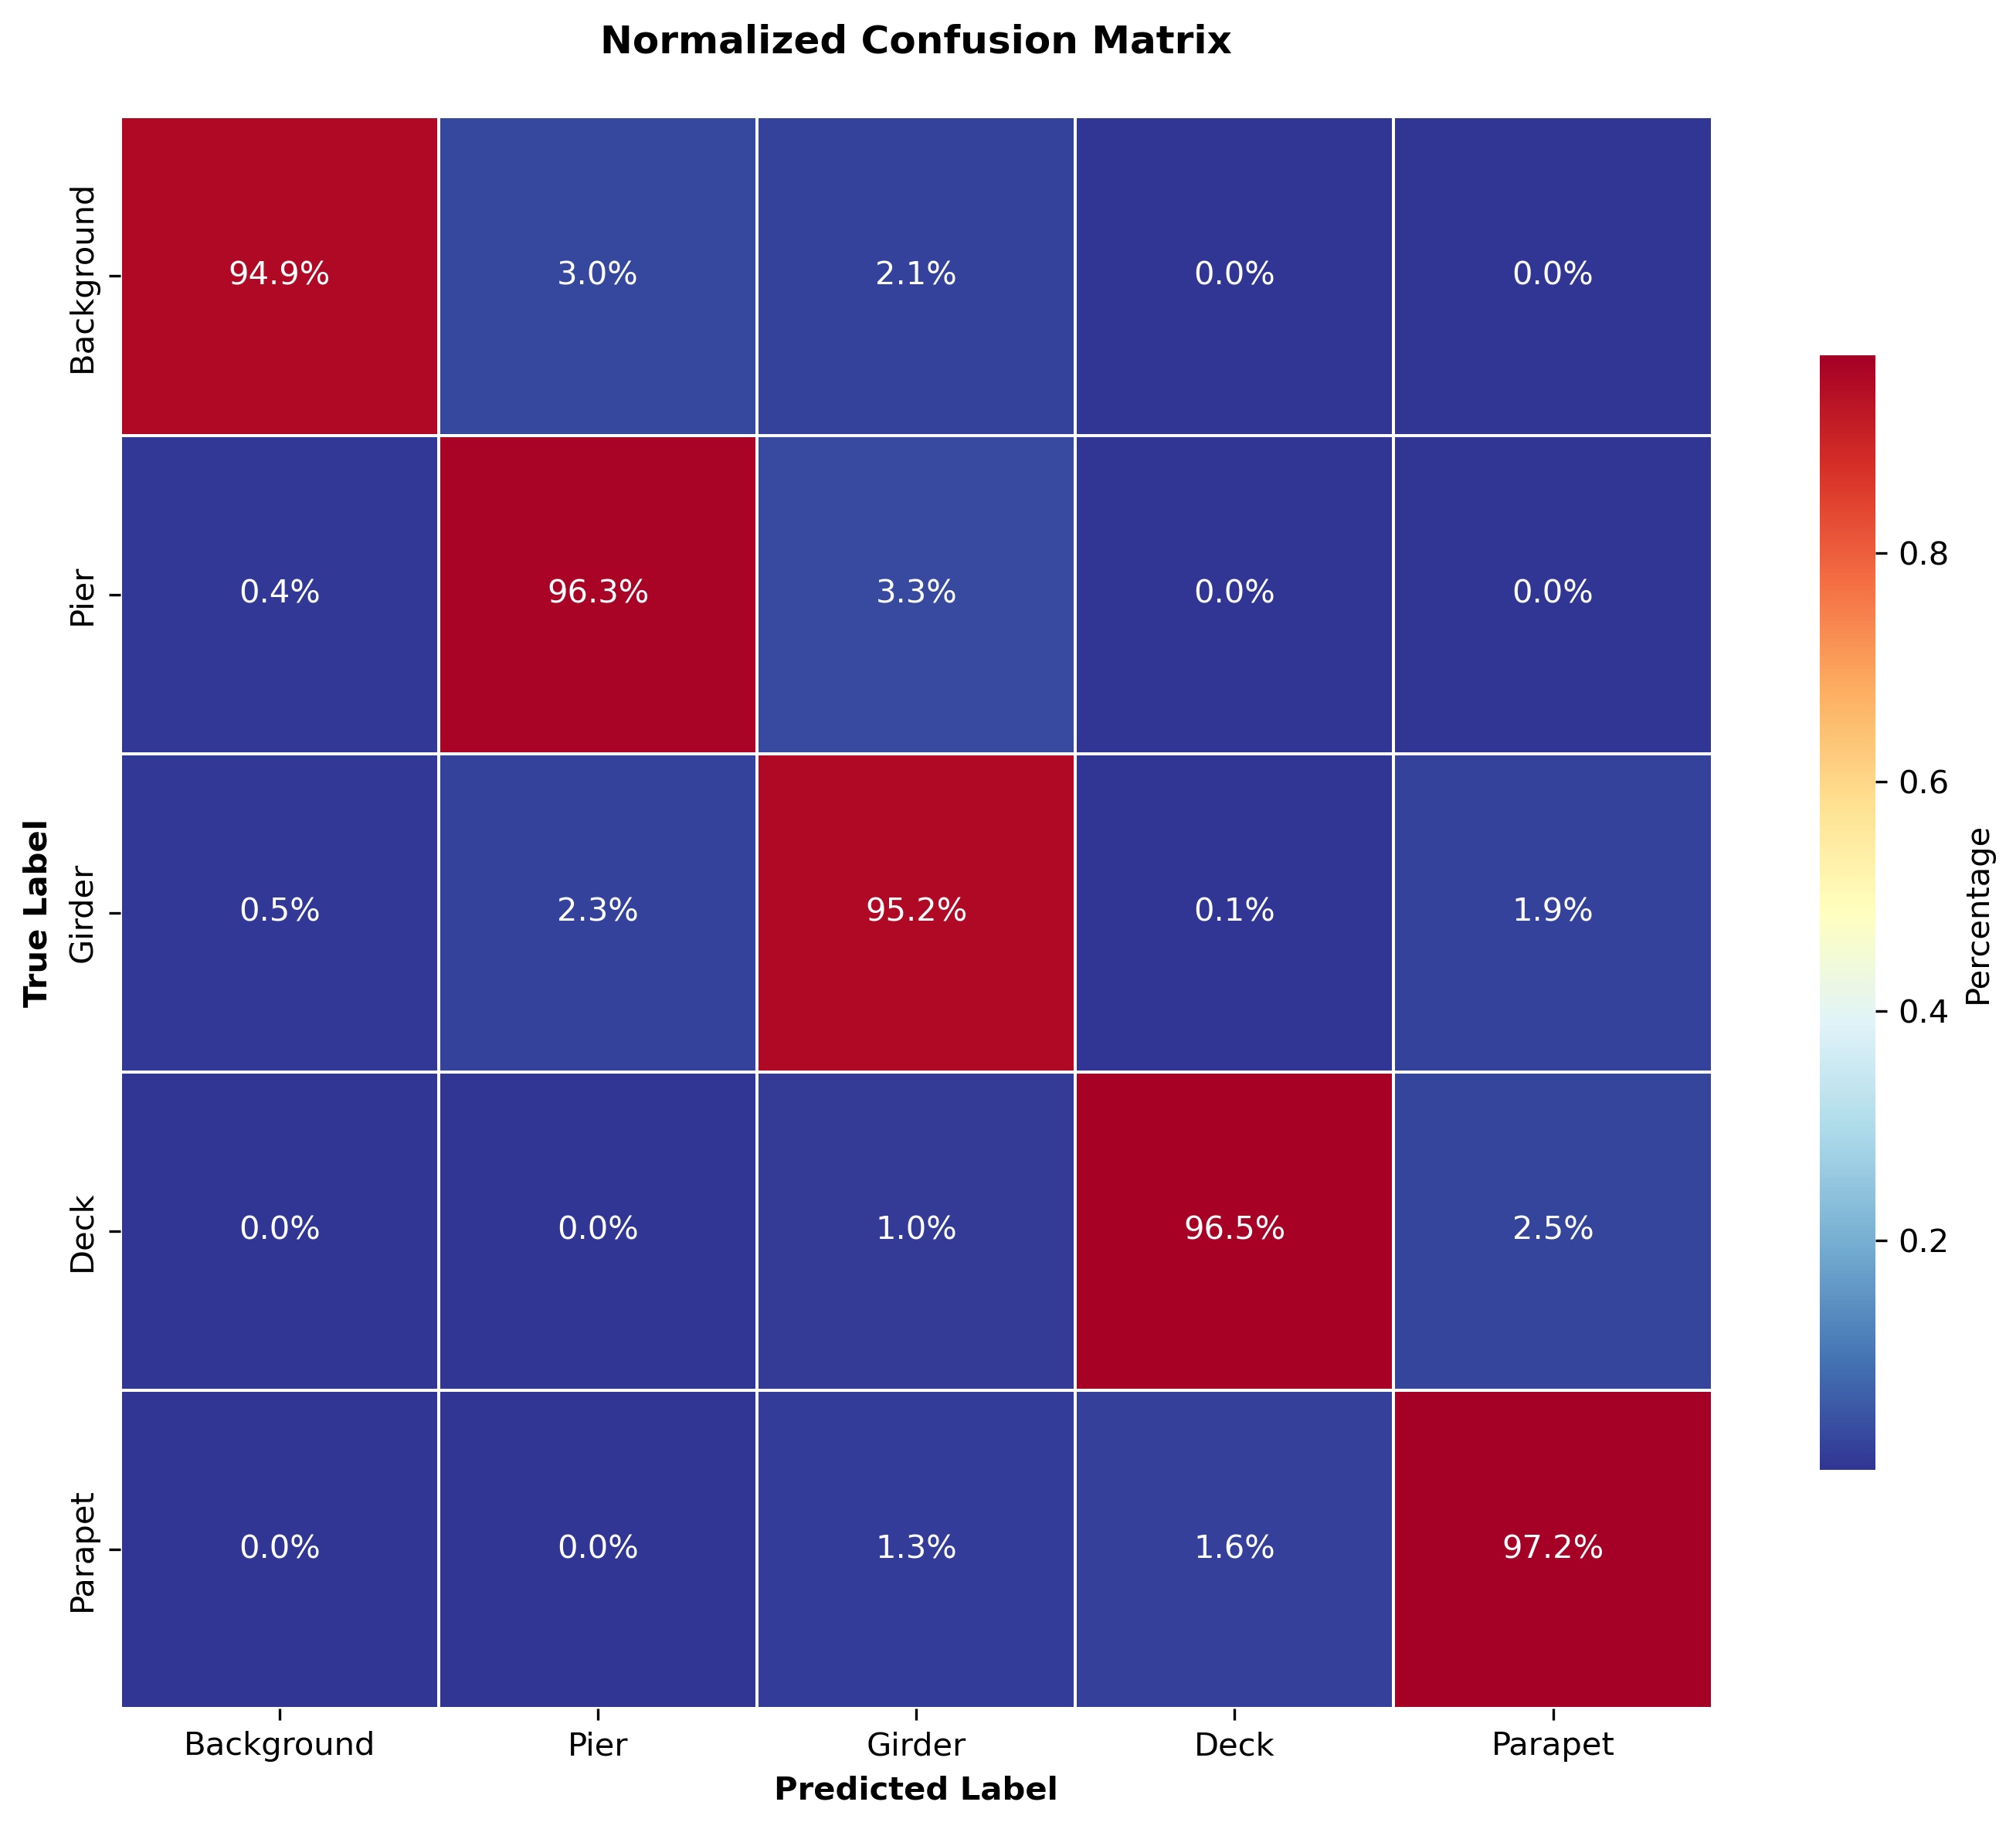 Normalized Confusion Matrix
Background
94.9% 3.0% 2.1% 0.0% 0.0%
Pier
0.4% 96.3% 3.3% 0.0% 0.0%
True Label
Girder
0.5% 2.3% 95.2% 0.1% 1.9%
Deck
0.0% 0.0% 1.0% 96.5% 2.5%
Parapet
0.0% 0.0% 1.3% 1.6% 97.2%
Background Pier Girder Deck Parapet
Predicted Label
0.8
0.6
0.4
0.2
Percentage